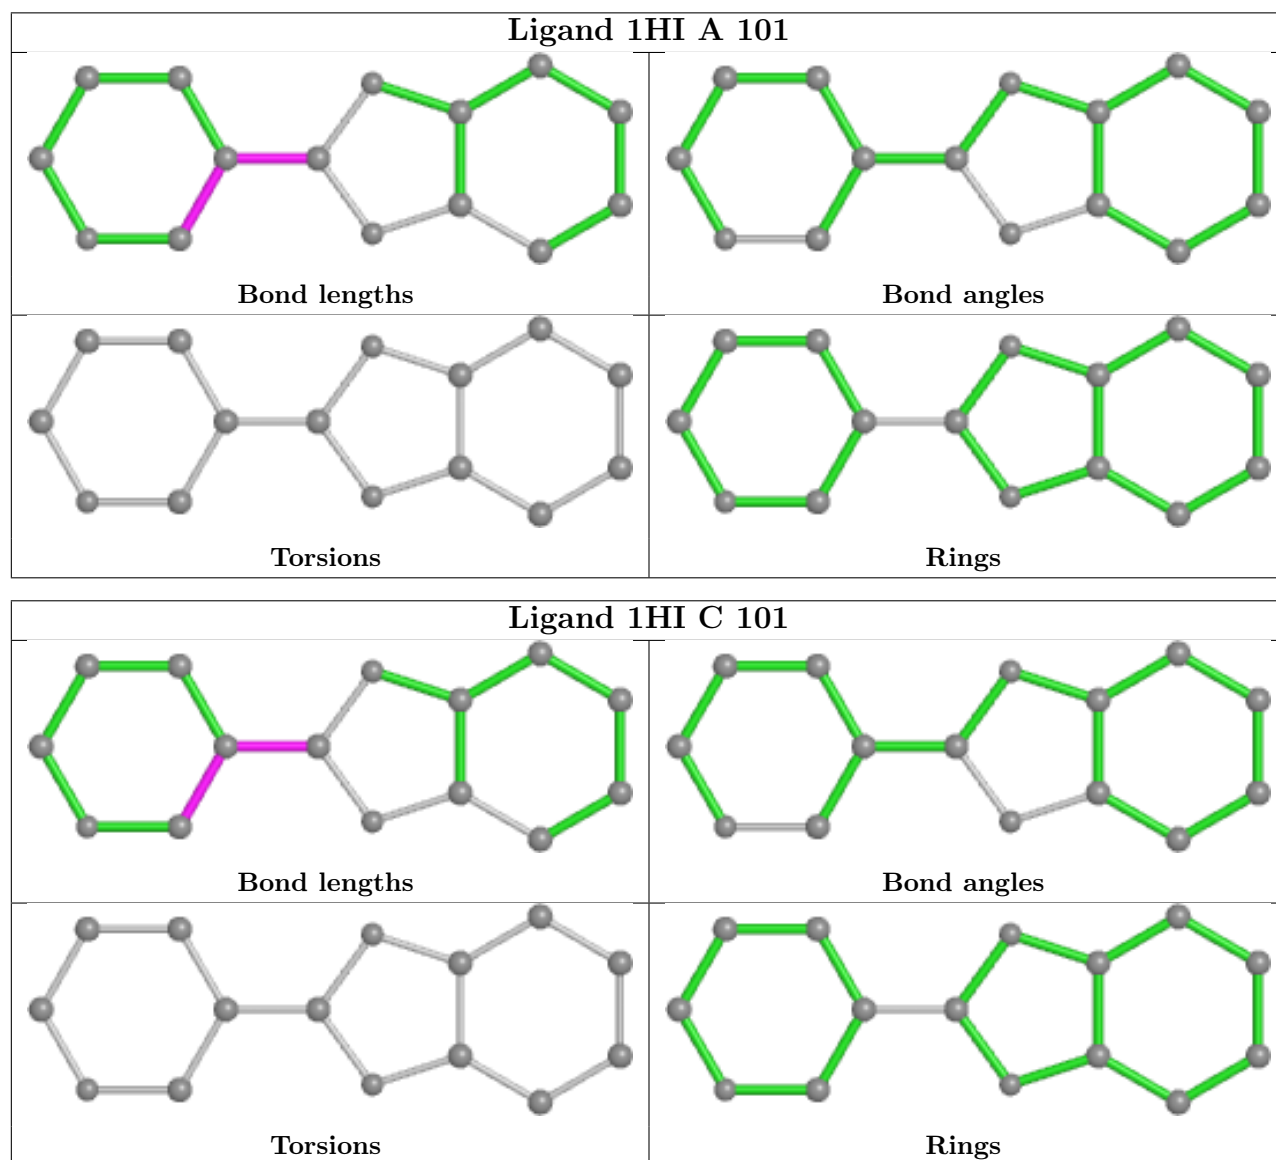 Ligand 1HI A 101
Bond lengths
Bond angles
Torsions
Rings
Ligand 1HI C 101
Bond lengths
Bond angles
Torsions
Rings